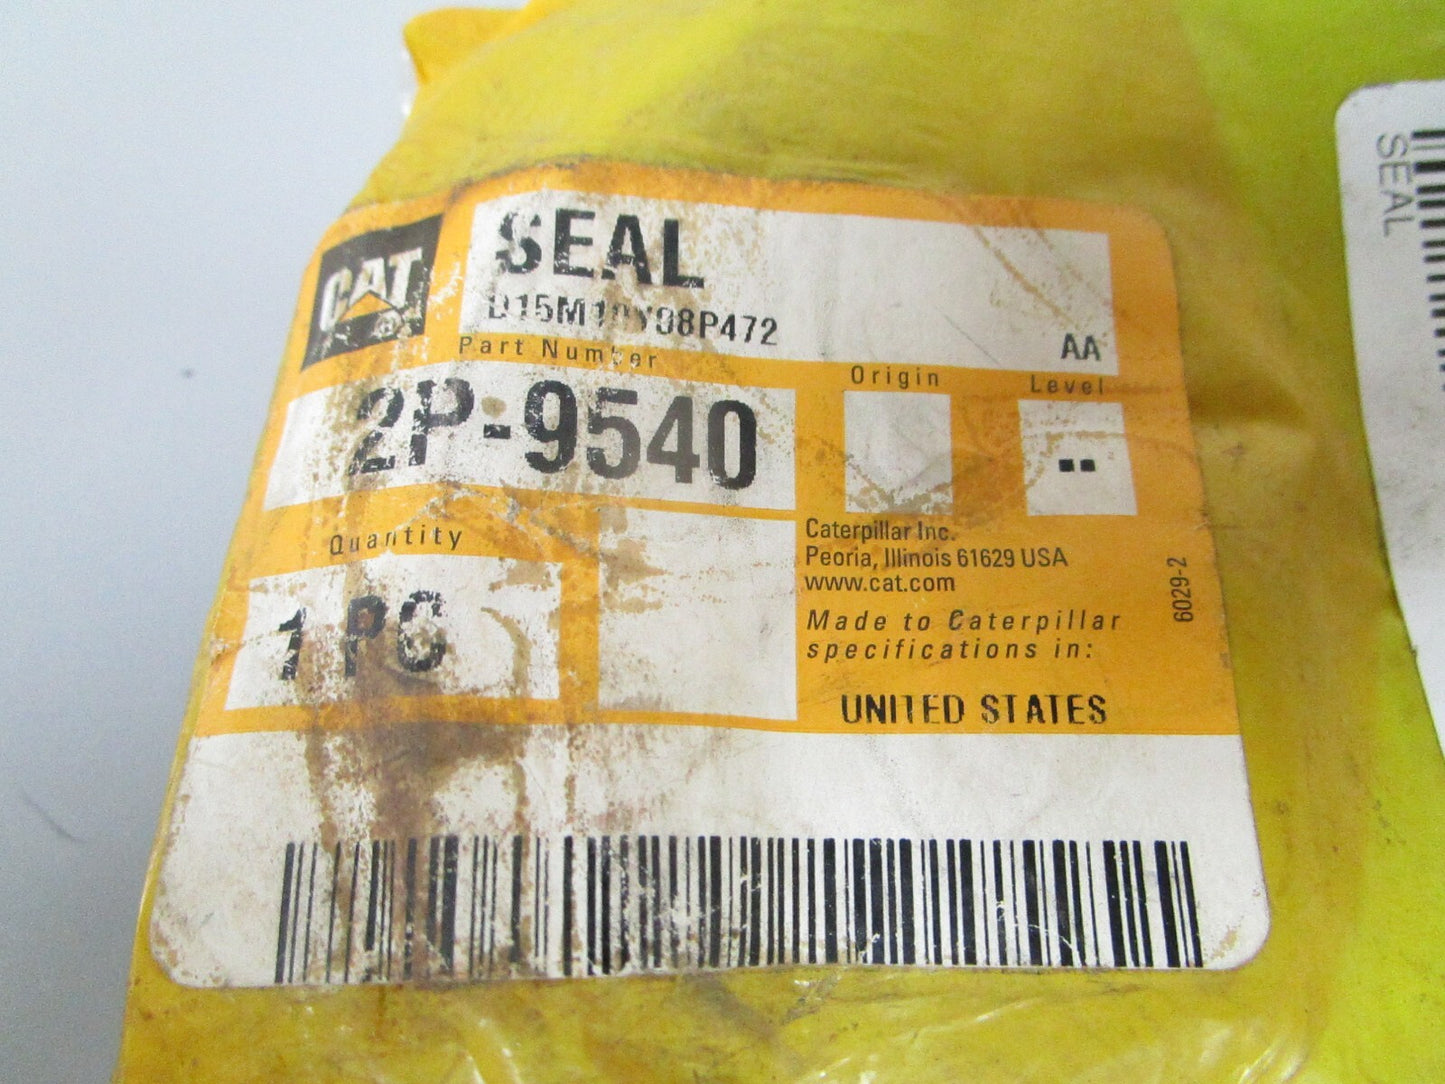 CAT®
SEAL
D15M10Y08P472
AA
Part Number
Origin
Level
2P-9540
--
Quantity
1 PC
Caterpillar Inc.
Peoria, Illinois 61629 USA
www.cat.com
Made to Caterpillar
specifications in:
UNITED STATES
6029-2
SEAL